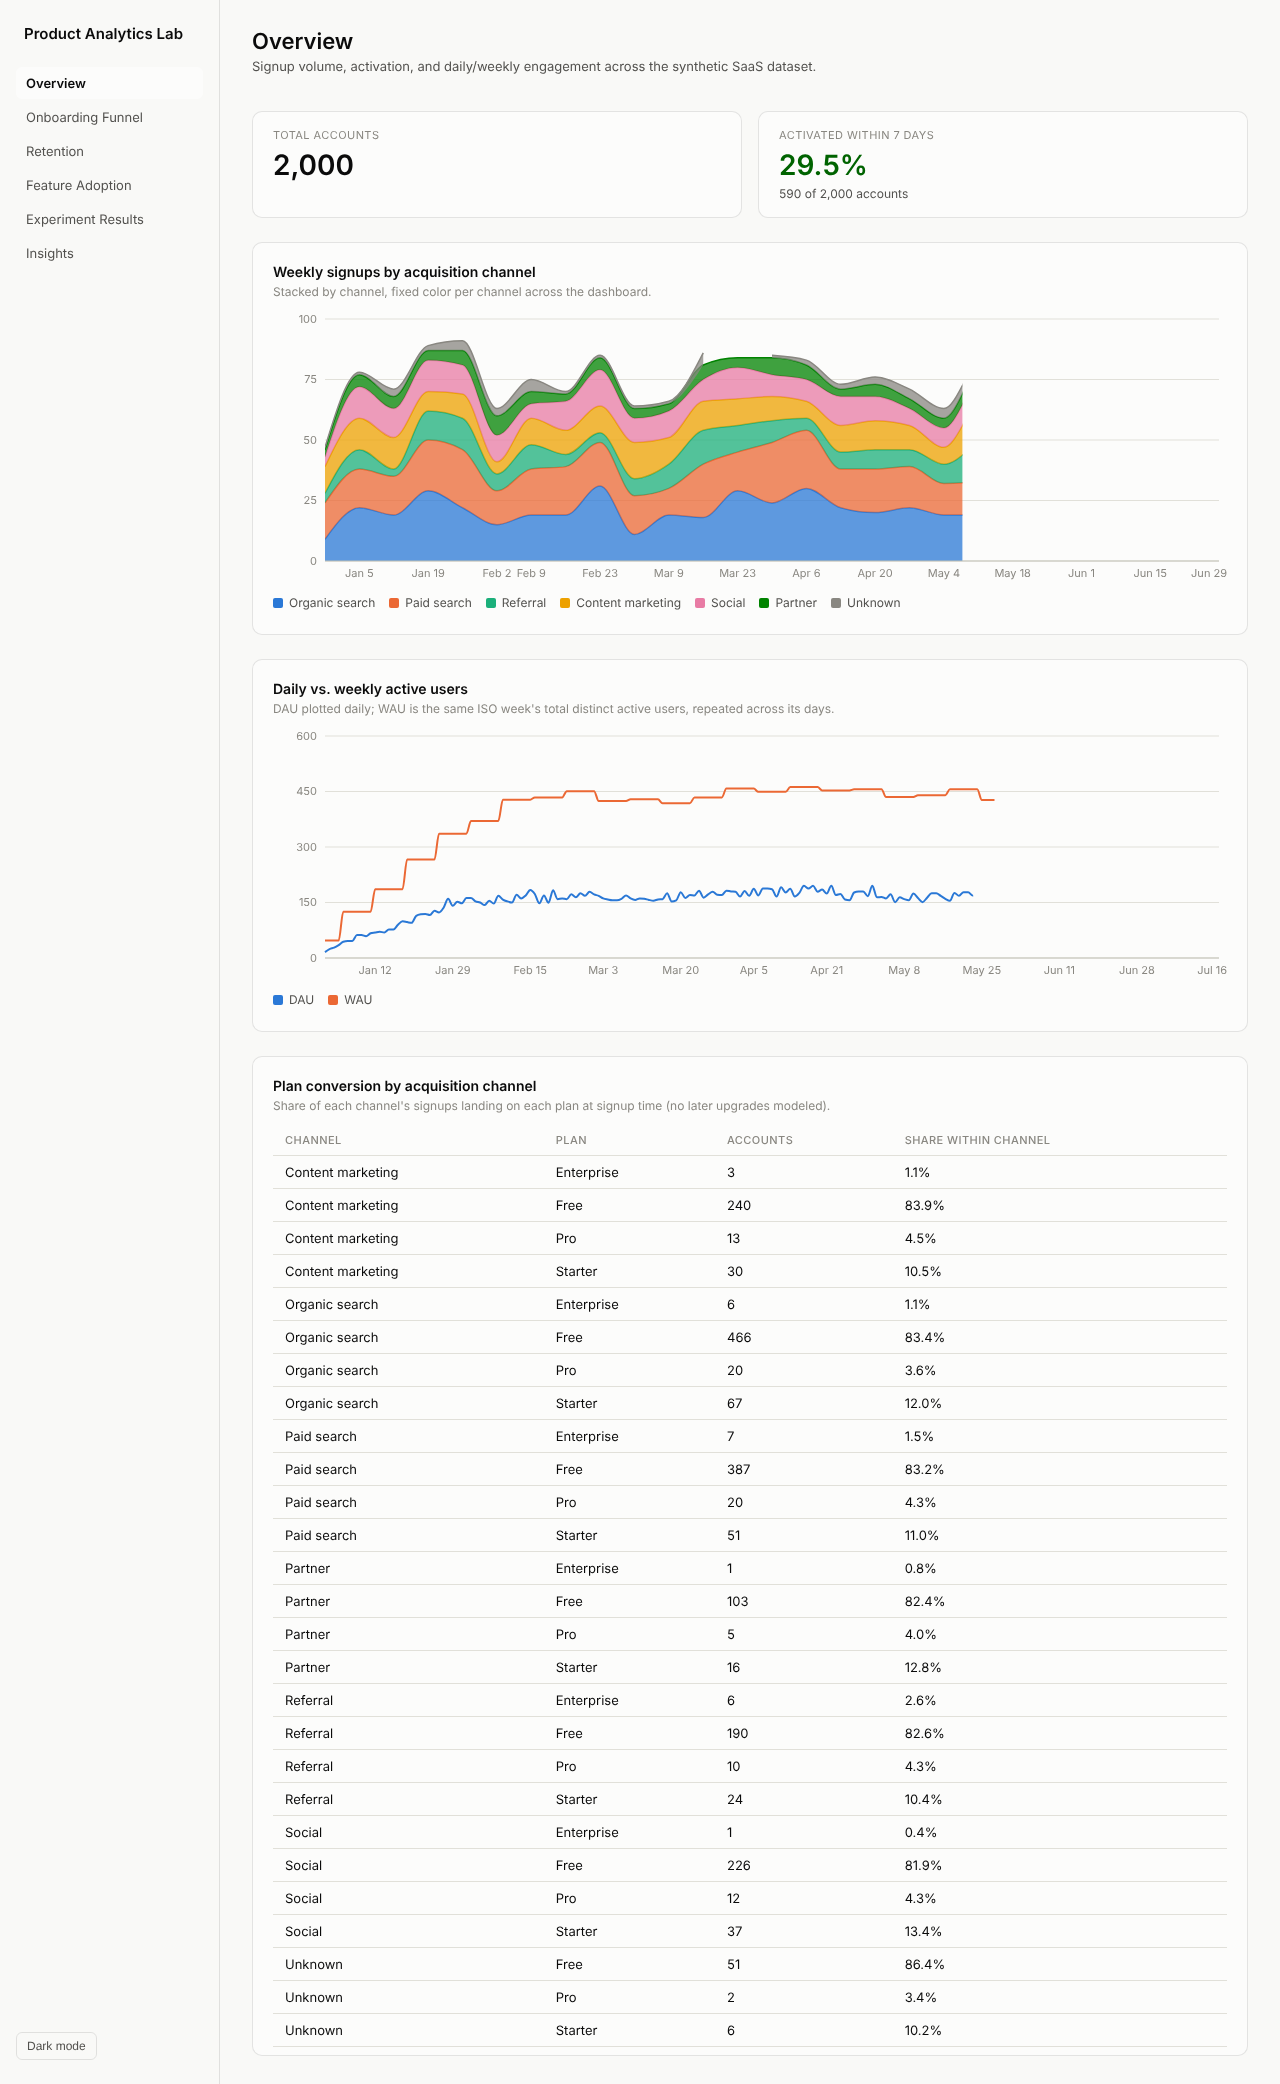 Product Analytics Lab
Overview
Onboarding Funnel
Retention
Feature Adoption
Experiment Results
Insights
Dark mode
Overview
Signup volume, activation, and daily/weekly engagement across the synthetic SaaS dataset.
TOTAL ACCOUNTS
2,000
ACTIVATED WITHIN 7 DAYS
29.5%
590 of 2,000 accounts
Weekly signups by acquisition channel
Stacked by channel, fixed color per channel across the dashboard.
100
75
50
25
0
Jan 5 Jan 19 Feb 2 Feb 9 Feb 23 Mar 9 Mar 23 Apr 6 Apr 20 May 4 May 18 Jun 1 Jun 15 Jun 29
Organic search Paid search Referral Content marketing Social Partner Unknown
Daily vs. weekly active users
DAU plotted daily; WAU is the same ISO week's total distinct active users, repeated across its days.
600
450
300
150
0
Jan 12 Jan 29 Feb 15 Mar 3 Mar 20 Apr 5 Apr 21 May 8 May 25 Jun 11 Jun 28 Jul 16
DAU WAU
Plan conversion by acquisition channel
Share of each channel's signups landing on each plan at signup time (no later upgrades modeled).
CHANNEL PLAN ACCOUNTS SHARE WITHIN CHANNEL
Content marketing Enterprise 3 1.1%
Content marketing Free 240 83.9%
Content marketing Pro 13 4.5%
Content marketing Starter 30 10.5%
Organic search Enterprise 6 1.1%
Organic search Free 466 83.4%
Organic search Pro 20 3.6%
Organic search Starter 67 12.0%
Paid search Enterprise 7 1.5%
Paid search Free 387 83.2%
Paid search Pro 20 4.3%
Paid search Starter 51 11.0%
Partner Enterprise 1 0.8%
Partner Free 103 82.4%
Partner Pro 5 4.0%
Partner Starter 16 12.8%
Referral Enterprise 6 2.6%
Referral Free 190 82.6%
Referral Pro 10 4.3%
Referral Starter 24 10.4%
Social Enterprise 1 0.4%
Social Free 226 81.9%
Social Pro 12 4.3%
Social Starter 37 13.4%
Unknown Free 51 86.4%
Unknown Pro 2 3.4%
Unknown Starter 6 10.2%